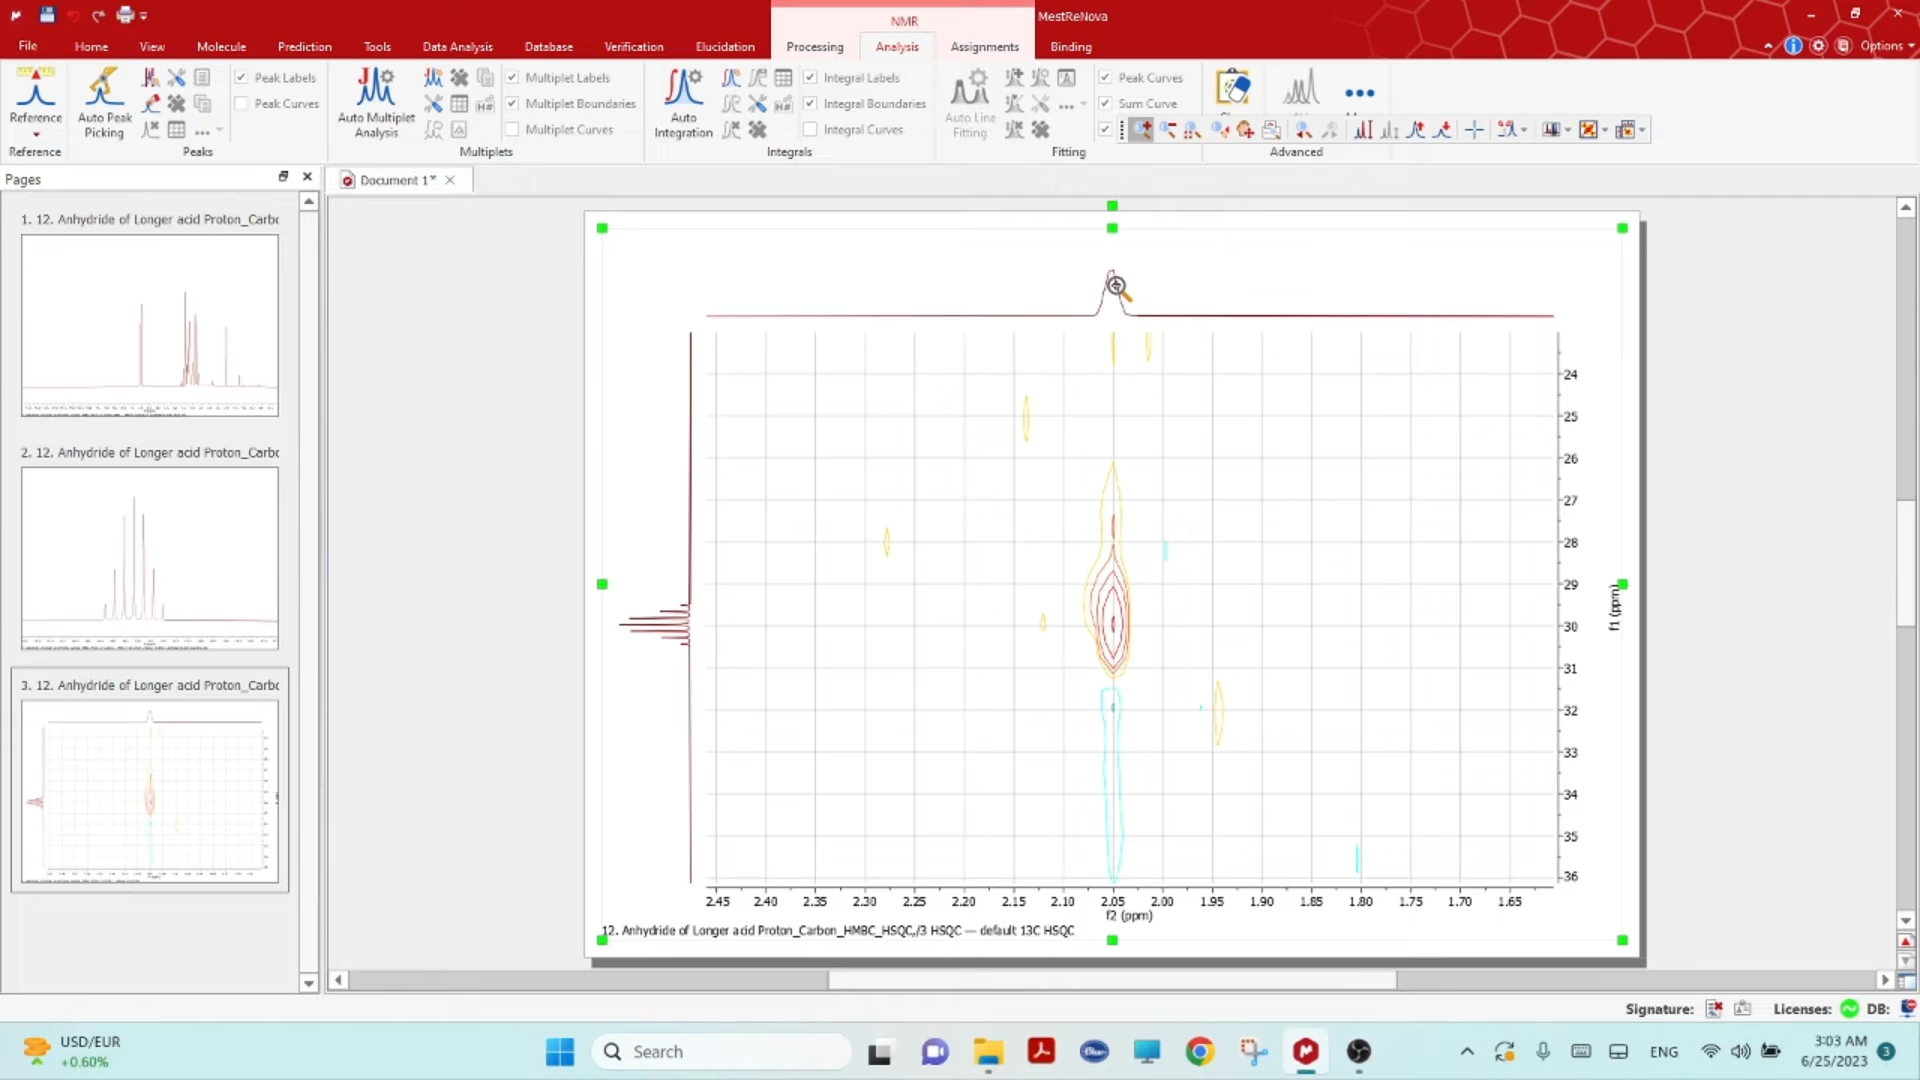 NMR
MestReNova
File Home View Molecule Prediction Tools Data Analysis Database Verification Elucidation Processing Analysis Assignments Binding
Options
Peak Labels
Peak Curves
Multiplet Labels
Multiplet Boundaries
Multiplet Curves
Integral Labels
Integral Boundaries
Integral Curves
Peak Curves
Sum Curve
Reference
Auto Peak
Picking
Auto Multiplet
Analysis
Auto
Integration
Auto Line
Fitting
Reference Peaks Multiplets Integrals Fitting Advanced
Pages
Document 1*
1. 12. Anhydride of Longer acid Proton_Carbo
2. 12. Anhydride of Longer acid Proton_Carbo
3. 12. Anhydride of Longer acid Proton_Carbo
24
25
26
27
28
29
30
31
32
33
34
35
36
f1 (ppm)
2.45 2.40 2.35 2.30 2.25 2.20 2.15 2.10 2.05 2.00 1.95 1.90 1.85 1.80 1.75 1.70 1.65
f2 (ppm)
12. Anhydride of Longer acid Proton_Carbon_HMBC_HSQC,/3 HSQC — default 13C HSQC
Signature: Licenses: DB:
USD/EUR
+0.60%
Search
ENG
3:03 AM
6/25/2023
3